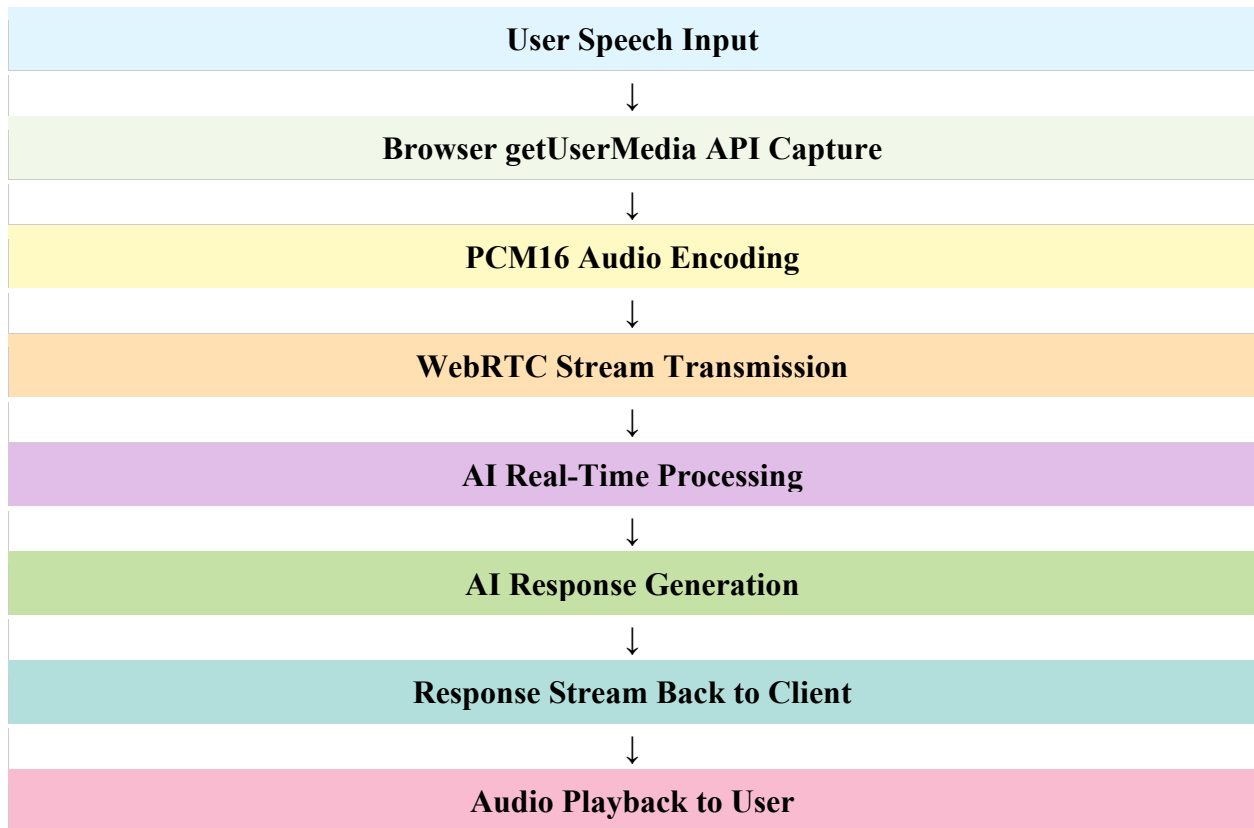 User Speech Input
↓
Browser getUserMedia API Capture
↓
PCM16 Audio Encoding
↓
WebRTC Stream Transmission
↓
AI Real-Time Processing
↓
AI Response Generation
↓
Response Stream Back to Client
↓
Audio Playback to User